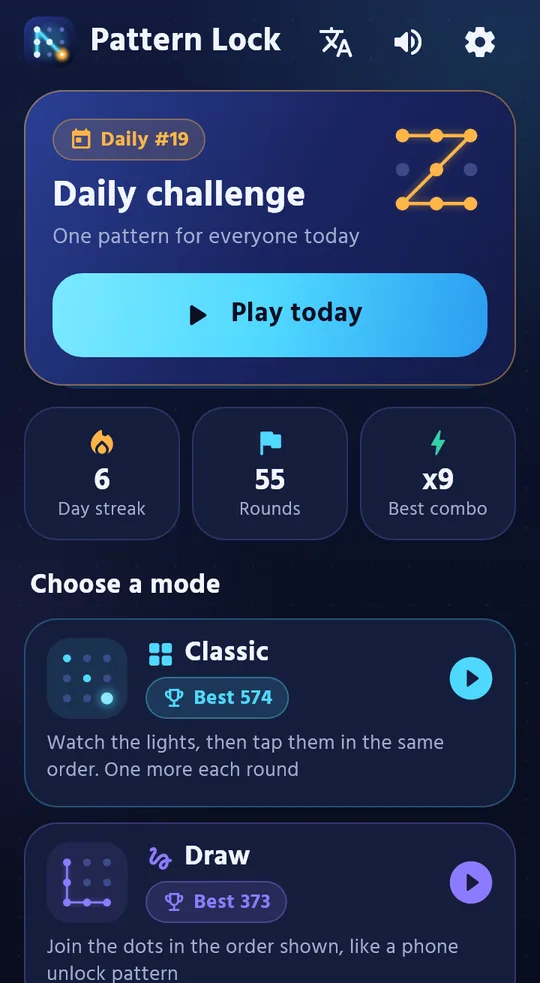 Pattern Lock
Daily #19
Daily challenge
One pattern for everyone today
Play today
6
Day streak
55
Rounds
x9
Best combo
Choose a mode
Classic
Best 574
Watch the lights, then tap them in the same
order. One more each round
Draw
Best 373
Join the dots in the order shown, like a phone
unlock pattern